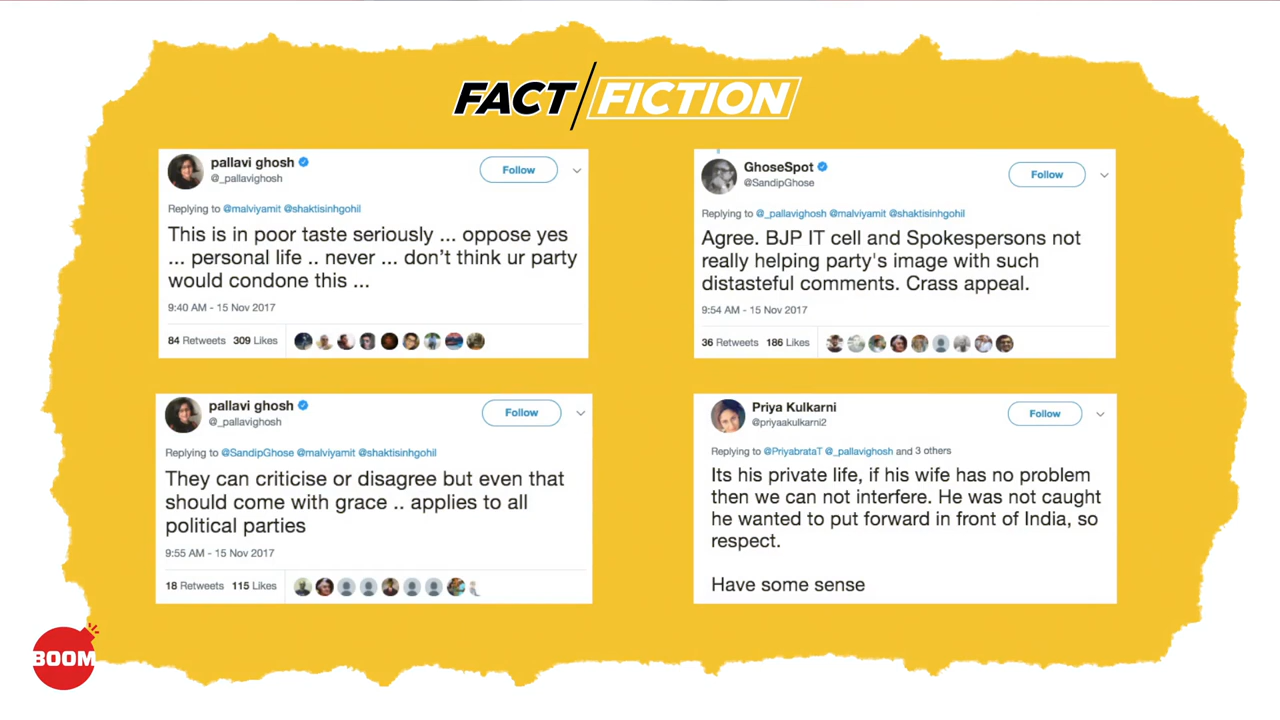 FACT/FICTION
pallavi ghosh
@_pallavighosh
Follow
Replying to @malviyamit @shaktisinhgohil
This is in poor taste seriously ... oppose yes
... personal life .. never ... don't think ur party
would condone this ...
9:40 AM - 15 Nov 2017
84 Retweets 309 Likes
GhoseSpot
@SandipGhose
Follow
Replying to @_pallavighosh @malviyamit @shaktisinhgohil
Agree. BJP IT cell and Spokespersons not
really helping party's image with such
distasteful comments. Crass appeal.
9:54 AM - 15 Nov 2017
36 Retweets 186 Likes
pallavi ghosh
@_pallavighosh
Follow
Replying to @SandipGhose @malviyamit @shaktisinhgohil
They can criticise or disagree but even that
should come with grace .. applies to all
political parties
9:55 AM - 15 Nov 2017
18 Retweets 115 Likes
Priya Kulkarni
@priyaakulkarni2
Follow
Replying to @PriyabrataT @_pallavighosh and 3 others
Its his private life, if his wife has no problem
then we can not interfere. He was not caught
he wanted to put forward in front of India, so
respect.
Have some sense
BOOM